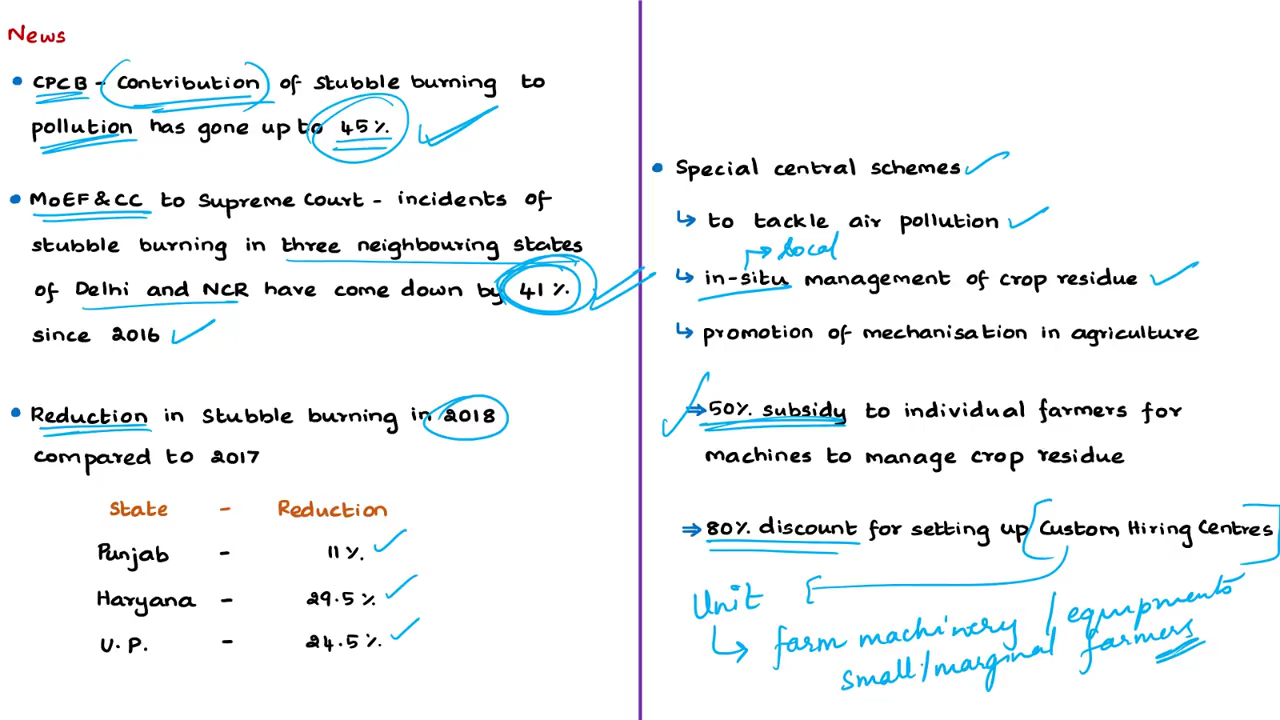 News
• CPCB - Contribution of stubble burning to
pollution has gone up to 45%.
• MoEF&CC to Supreme Court - incidents of
stubble burning in three neighbouring states
of Delhi and NCR have come down by 41%.
since 2016
• Reduction in stubble burning in 2018
compared to 2017
State - Reduction
Punjab - 11%.
Haryana - 29.5%.
U.P. - 24.5%.
• Special central schemes
↳ to tackle air pollution
→ local
↳ in-situ management of crop residue
↳ promotion of mechanisation in agriculture
⇒ 50% subsidy to individual farmers for
machines to manage crop residue
⇒ 80% discount for setting up Custom Hiring Centres
Unit
↳ farm machinery / equipments
small/marginal farmers